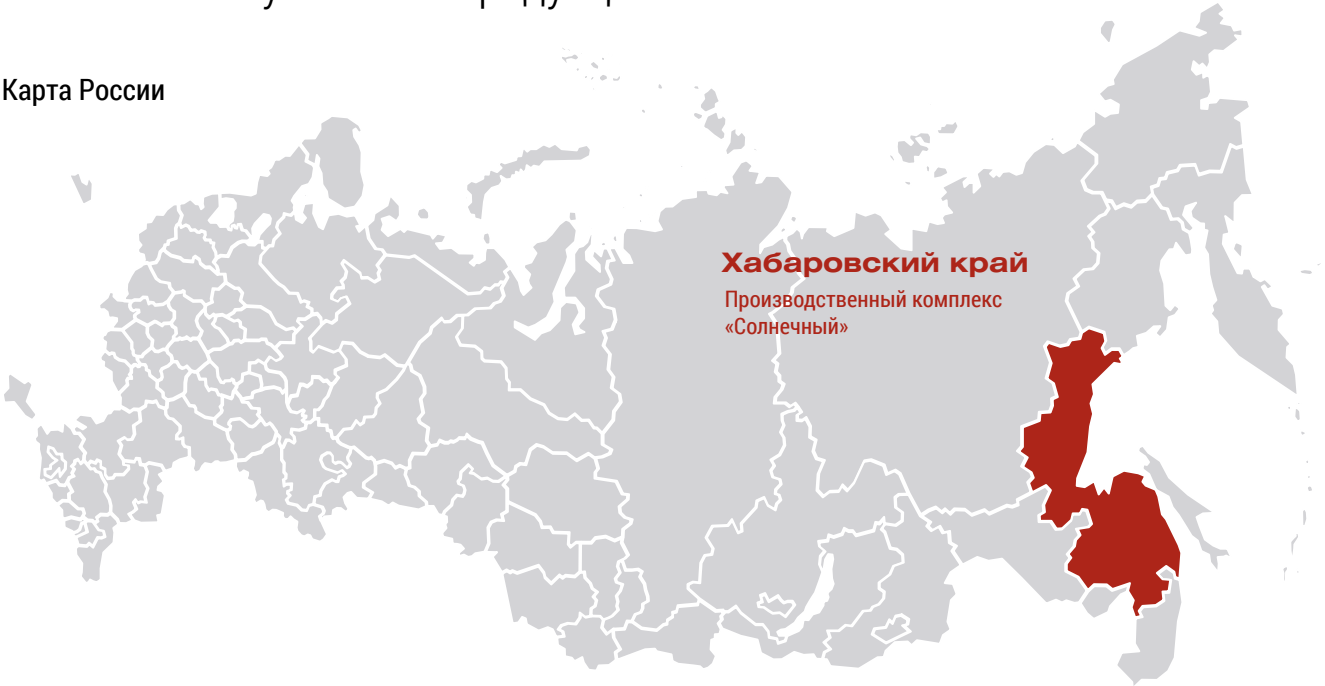 Карта России
Хабаровский край
Производственный комплекс
«Солнечный»